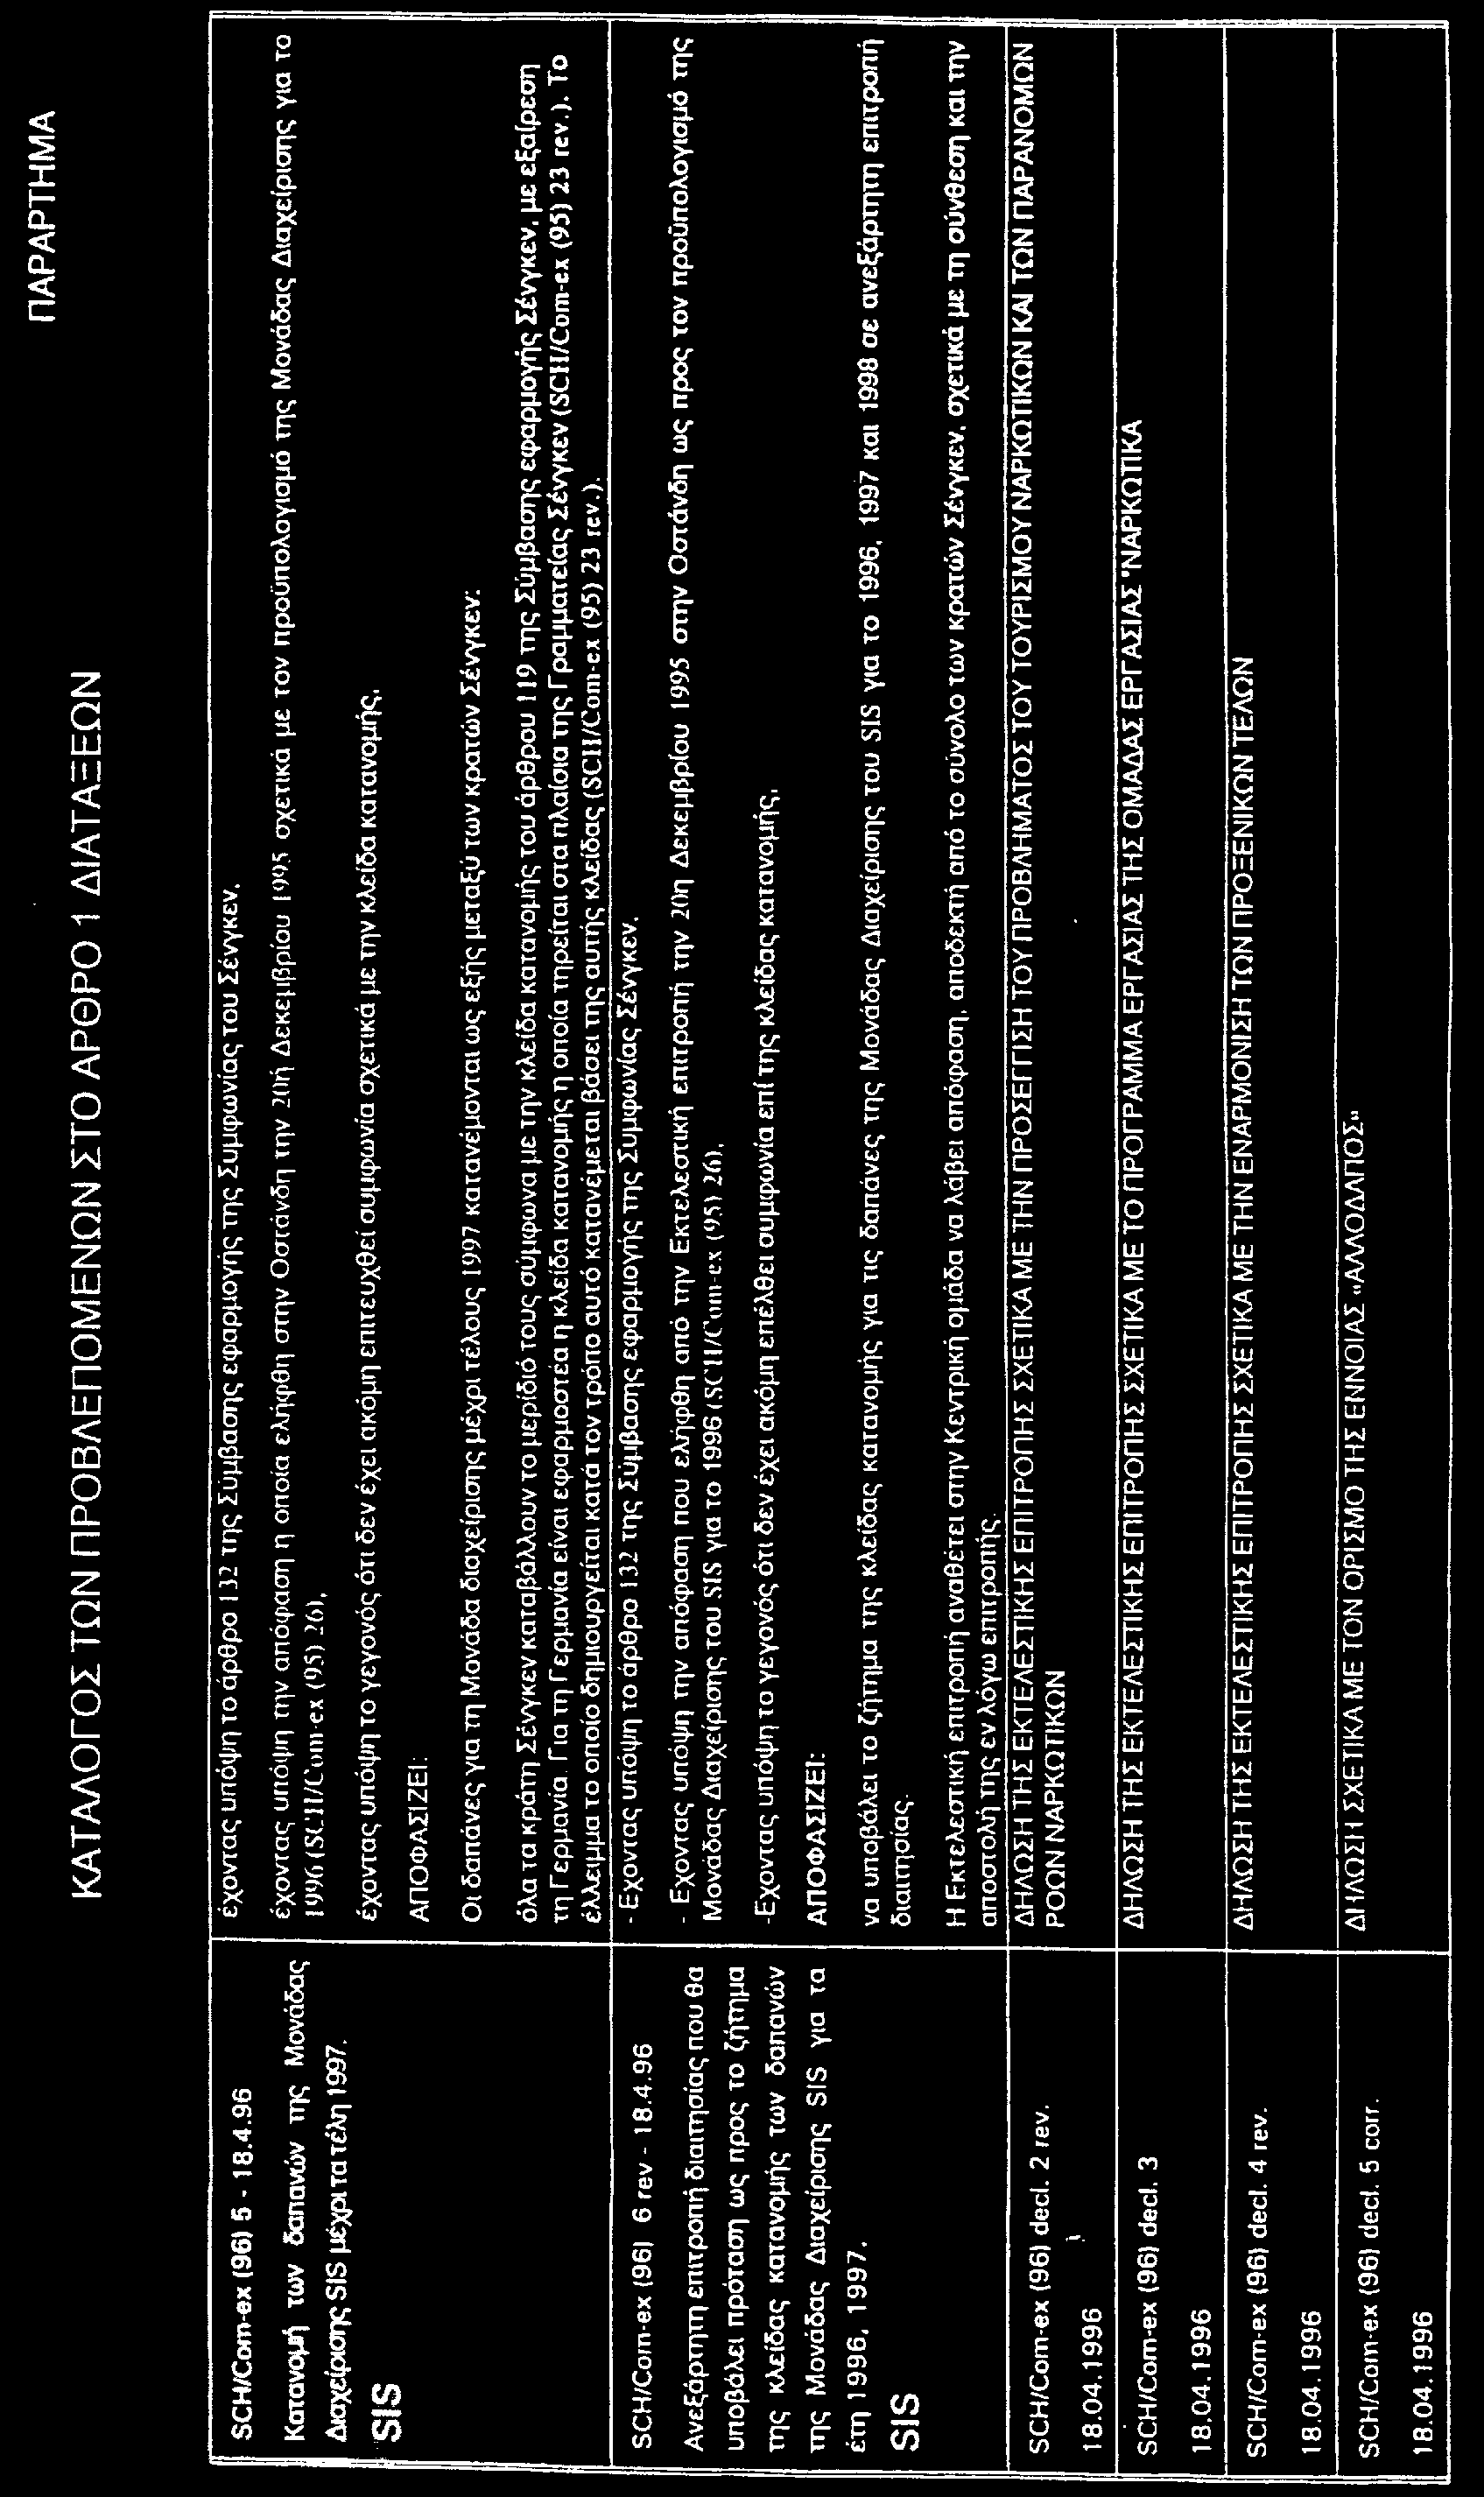 ΠΑΡΑΡΤΗΜΑ
ΚΑΤΑΛΟΓΟΣ ΤΩΝ ΠΡΟΒΛΕΠΟΜΕΝΩΝ ΣΤΟ ΑΡΘΡΟ 1 ΔΙΑΤΑΞΕΩΝ
SCH/Com-ex (96) 5 - 18.4.96
Κατανομή των δαπανών της Μονάδας
Διαχείρισης SIS μέχρι τα τέλη 1997.
SIS
έχοντας υπόψη το άρθρο 132 της Σύμβασης εφαρμογής της Συμφωνίας του Σένγκεν.
έχοντας υπόψη την απόφαση η οποία ελήφθη στην Οστάνδη την 20ή Δεκεμβρίου 1995 σχετικά με τον προϋπολογισμό της Μονάδας Διαχείρισης για το
1996 (SCH/Com-ex (95) 26),
έχοντας υπόψη το γεγονός ότι δεν έχει ακόμη επιτευχθεί συμφωνία σχετικά με την κλείδα κατανομής,
ΑΠΟΦΑΣΙΖΕΙ:
Οι δαπάνες για τη Μονάδα διαχείρισης μέχρι τέλους 1997 κατανέμονται ως εξής μεταξύ των κρατών Σένγκεν:
όλα τα κράτη Σένγκεν καταβάλλουν το μερίδιό τους σύμφωνα με την κλείδα κατανομής του άρθρου 119 της Σύμβασης εφαρμογής Σένγκεν, με εξαίρεση
τη Γερμανία. Για τη Γερμανία είναι εφαρμοστέα η κλείδα κατανομής η οποία τηρείται στα πλαίσια της Γραμματείας Σένγκεν (SCH/Com-ex (95) 23 rev.). Το
έλλειμμα το οποίο δημιουργείται κατά τον τρόπο αυτό κατανέμεται βάσει της αυτής κλείδας (SCH/Com-ex (95) 23 rev.).
SCH/Com-ex (96) 6 rev - 18.4.96
Ανεξάρτητη επιτροπή διαιτησίας που θα
υποβάλει πρόταση ως προς το ζήτημα
της κλείδας κατανομής των δαπανών
της Μονάδας Διαχείρισης SIS για τα
έτη 1996, 1997.
SIS
- Εχοντας υπόψη το άρθρο 132 της Σύμβασης εφαρμογής της Συμφωνίας Σένγκεν.
- Εχοντας υπόψη την απόφαση που ελήφθη από την Εκτελεστική επιτροπή την 20η Δεκεμβρίου 1995 στην Οστάνδη ως προς τον προϋπολογισμό της
Μονάδας Διαχείρισης του SIS για το 1996 (SCH/Com-ex (95) 26),
-Εχοντας υπόψη το γεγονός ότι δεν έχει ακόμη επέλθει συμφωνία επί της κλείδας κατανομής,
ΑΠΟΦΑΣΙΖΕΙ:
να υποβάλει το ζήτημα της κλείδας κατανομής για τις δαπάνες της Μονάδας Διαχείρισης του SIS για το 1996, 1997 και 1998 σε ανεξάρτητη επιτροπή
διαιτησίας.
Η Εκτελεστική επιτροπή αναθέτει στην Κεντρική ομάδα να λάβει απόφαση, αποδεκτή από το σύνολο των κρατών Σένγκεν, σχετικά με τη σύνθεση και την
αποστολή της εν λόγω επιτροπής.
SCH/Com-ex (96) decl. 2 rev.
18.04.1996
ΔΗΛΩΣΗ ΤΗΣ ΕΚΤΕΛΕΣΤΙΚΗΣ ΕΠΙΤΡΟΠΗΣ ΣΧΕΤΙΚΑ ΜΕ ΤΗΝ ΠΡΟΣΕΓΓΙΣΗ ΤΟΥ ΠΡΟΒΛΗΜΑΤΟΣ ΤΟΥ ΤΟΥΡΙΣΜΟΥ ΝΑΡΚΩΤΙΚΩΝ ΚΑΙ ΤΩΝ ΠΑΡΑΝΟΜΩΝ
ΡΟΩΝ ΝΑΡΚΩΤΙΚΩΝ
SCH/Com-ex (96) decl. 3
18.04.1996
ΔΗΛΩΣΗ ΤΗΣ ΕΚΤΕΛΕΣΤΙΚΗΣ ΕΠΙΤΡΟΠΗΣ ΣΧΕΤΙΚΑ ΜΕ ΤΟ ΠΡΟΓΡΑΜΜΑ ΕΡΓΑΣΙΑΣ ΤΗΣ ΟΜΑΔΑΣ ΕΡΓΑΣΙΑΣ "ΝΑΡΚΩΤΙΚΑ
SCH/Com-ex (96) decl. 4 rev.
18.04.1996
ΔΗΛΩΣΗ ΤΗΣ ΕΚΤΕΛΕΣΤΙΚΗΣ ΕΠΙΤΡΟΠΗΣ ΣΧΕΤΙΚΑ ΜΕ ΤΗΝ ΕΝΑΡΜΟΝΙΣΗ ΤΩΝ ΠΡΟΞΕΝΙΚΩΝ ΤΕΛΩΝ
SCH/Com-ex (96) decl. 5 corr.
18.04.1996
ΔΗΛΩΣΗ ΣΧΕΤΙΚΑ ΜΕ ΤΟΝ ΟΡΙΣΜΟ ΤΗΣ ΕΝΝΟΙΑΣ «ΑΛΛΟΔΑΠΟΣ»